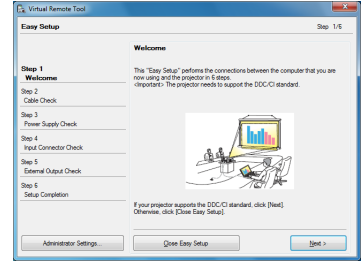 Virtual Remote Tool
Easy Setup
Step 1/6
Welcome
Step 1
Welcome
Step 2
Cable Check
Step 3
Power Supply Check
Step 4
Input Connector Check
Step 5
External Output Check
Step 6
Setup Completion
This "Easy Setup" perfoms the connections between the computer that you are
now using and the projector in 6 steps.
<Important> The projector needs to support the DDC/CI standard.
If your projector supports the DDC/CI standard, click [Next].
Otherwise, click [Close Easy Setup].
Administrator Settings...
Close Easy Setup
Next >